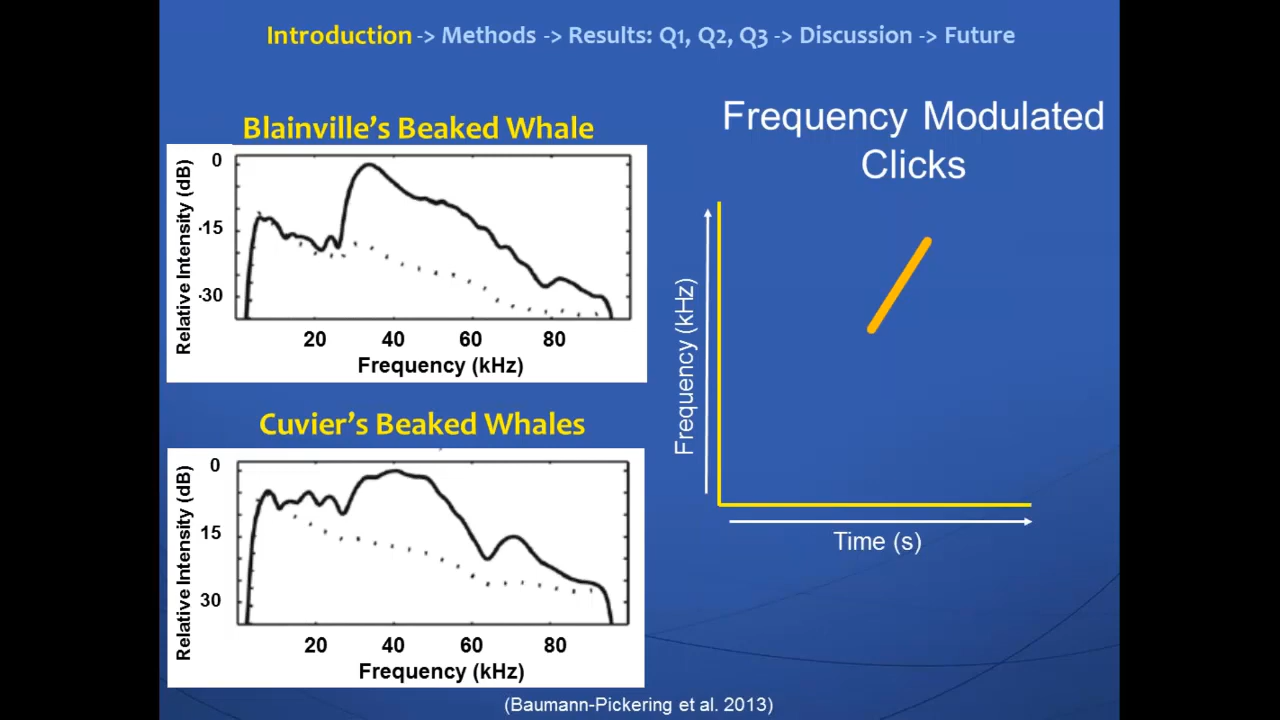 Introduction -> Methods -> Results: Q1, Q2, Q3 -> Discussion -> Future
Blainville's Beaked Whale
Relative Intensity (dB)
0
-15
-30
20 40 60 80
Frequency (kHz)
Cuvier's Beaked Whales
Relative Intensity (dB)
0
15
30
20 40 60 80
Frequency (kHz)
Frequency Modulated
Clicks
Frequency (kHz)
Time (s)
(Baumann-Pickering et al. 2013)